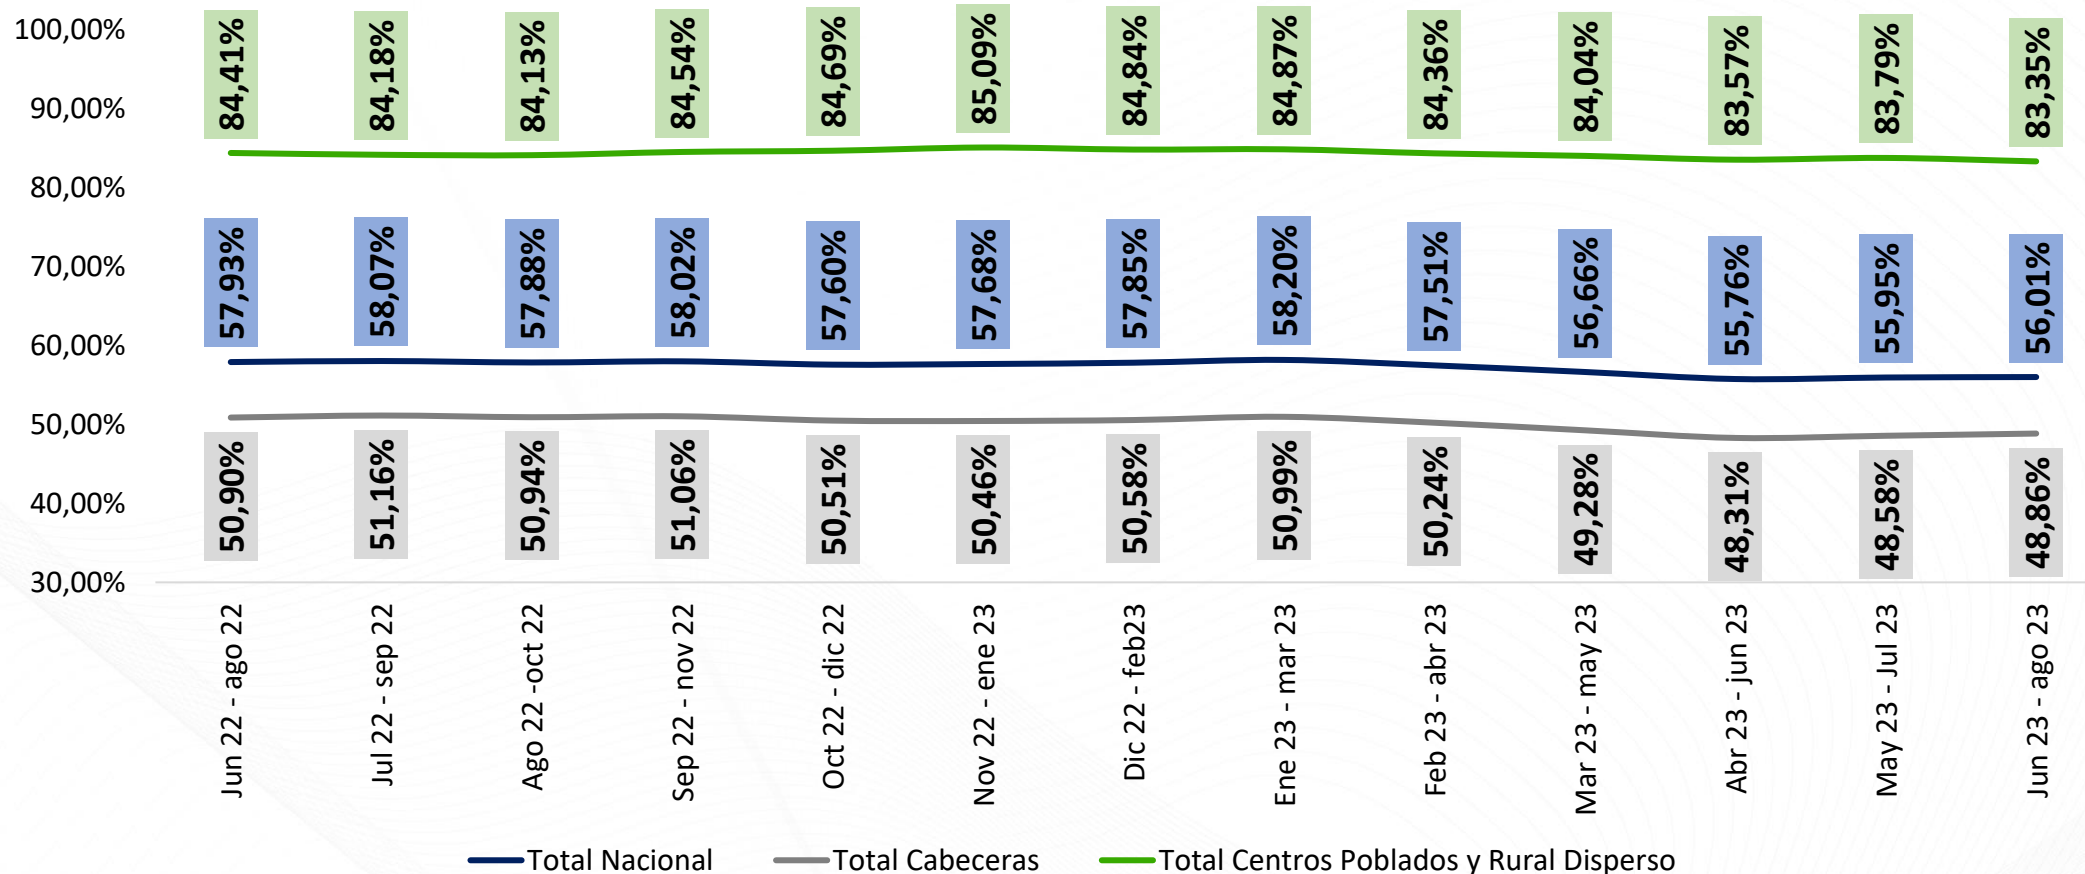 100,00%
90,00%
80,00%
70,00%
60,00%
50,00%
40,00%
30,00%
84,41%
84,18%
84,13%
84,54%
84,69%
85,09%
84,84%
84,87%
84,36%
84,04%
83,57%
83,79%
83,35%
57,93%
58,07%
57,88%
58,02%
57,60%
57,68%
57,85%
58,20%
57,51%
56,66%
55,76%
55,95%
56,01%
50,90%
51,16%
50,94%
51,06%
50,51%
50,46%
50,58%
50,99%
50,24%
49,28%
48,31%
48,58%
48,86%
Jun 22 - ago 22
Jul 22 - sep 22
Ago 22 -oct 22
Sep 22 - nov 22
Oct 22 - dic 22
Nov 22 - ene 23
Dic 22 - feb23
Ene 23 - mar 23
Feb 23 - abr 23
Mar 23 - may 23
Abr 23 - jun 23
May 23 - Jul 23
Jun 23 - ago 23
Total Nacional
Total Cabeceras
Total Centros Poblados y Rural Disperso